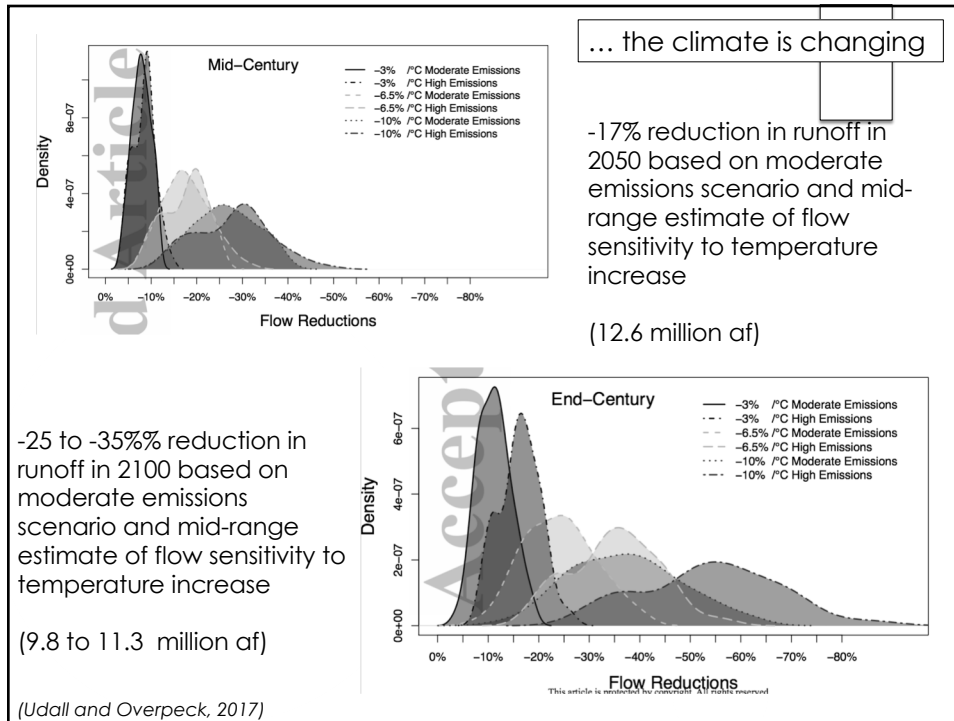 ... the climate is changing
d Article
Mid-Century
-3% /°C Moderate Emissions
-3% /°C High Emissions
-6.5% /°C Moderate Emissions
-6.5% /°C High Emissions
-10% /°C Moderate Emissions
-10% /°C High Emissions
Density
8e-07
4e-07
0e+00
0% -10% -20% -30% -40% -50% -60% -70% -80%
Flow Reductions
-17% reduction in runoff in
2050 based on moderate
emissions scenario and mid-
range estimate of flow
sensitivity to temperature
increase
(12.6 million af)
-25 to -35%% reduction in
runoff in 2100 based on
moderate emissions
scenario and mid-range
estimate of flow sensitivity to
temperature increase
(9.8 to 11.3 million af)
(Udall and Overpeck, 2017)
Accept
End-Century
-3% /°C Moderate Emissions
-3% /°C High Emissions
-6.5% /°C Moderate Emissions
-6.5% /°C High Emissions
-10% /°C Moderate Emissions
-10% /°C High Emissions
Density
6e-07
4e-07
2e-07
0e+00
0% -10% -20% -30% -40% -50% -60% -70% -80%
Flow Reductions
This article is protected by copyright. All rights reserved